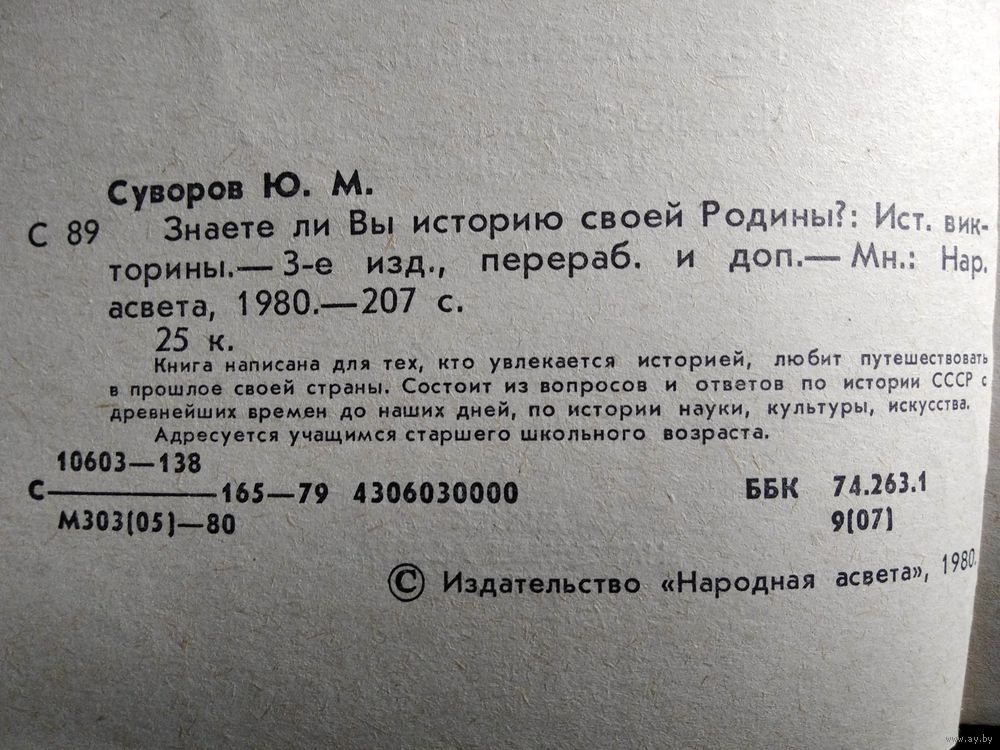 Суворов Ю. М.
С 89 Знаете ли Вы историю своей Родины?: Ист. вик-
торины.— 3-е изд., перераб. и доп.— Мн.: Нар.
асвета, 1980.—207 с.
25 к.
Книга написана для тех, кто увлекается историей, любит путешествовать
в прошлое своей страны. Состоит из вопросов и ответов по истории СССР с
древнейших времен до наших дней, по истории науки, культуры, искусства.
Адресуется учащимся старшего школьного возраста.
10603—138
С————165—79 4306030000 ББК 74.263.1
М303(05)—80 9(07)
© Издательство «Народная асвета», 1980.
www.ay.by